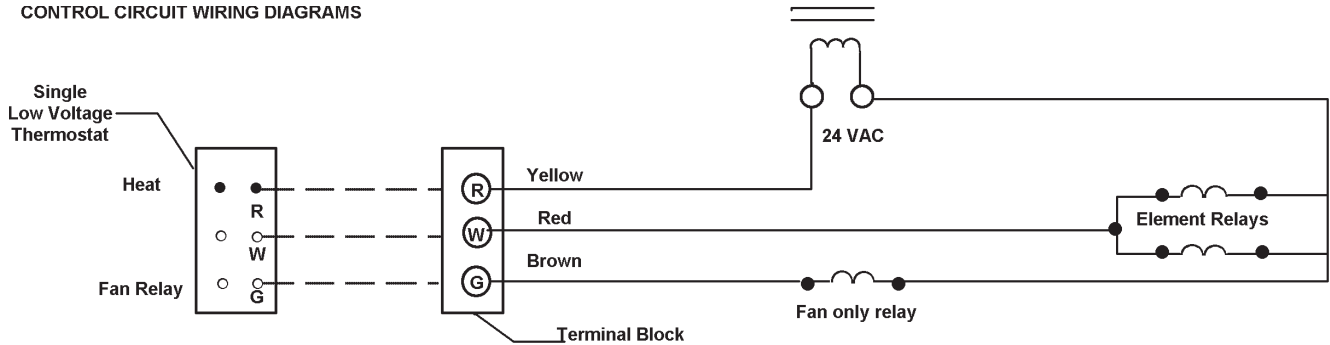 CONTROL CIRCUIT WIRING DIAGRAMS
Single
Low Voltage
Thermostat
24 VAC
Heat
R
W
Fan Relay
G
R
W
G
Yellow
Red
Brown
Element Relays
Fan only relay
Terminal Block